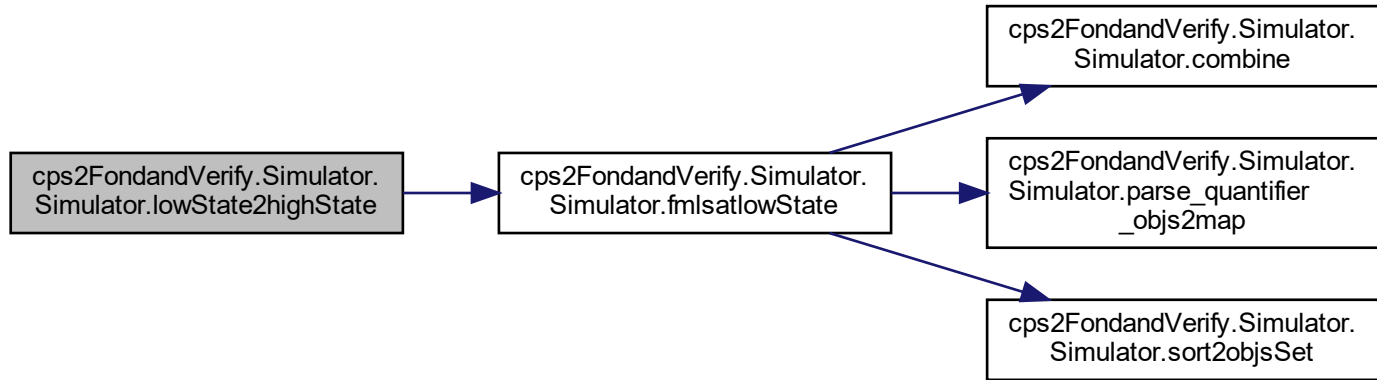 cps2FondandVerify.Simulator.
Simulator.lowState2highState
cps2FondandVerify.Simulator.
Simulator.fmlsatlowState
cps2FondandVerify.Simulator.
Simulator.combine
cps2FondandVerify.Simulator.
Simulator.parse_quantifier
_objs2map
cps2FondandVerify.Simulator.
Simulator.sort2objsSet